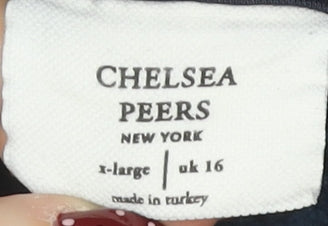 CHELSEA
PEERS
NEW YORK
x-large | uk 16
made in turkey